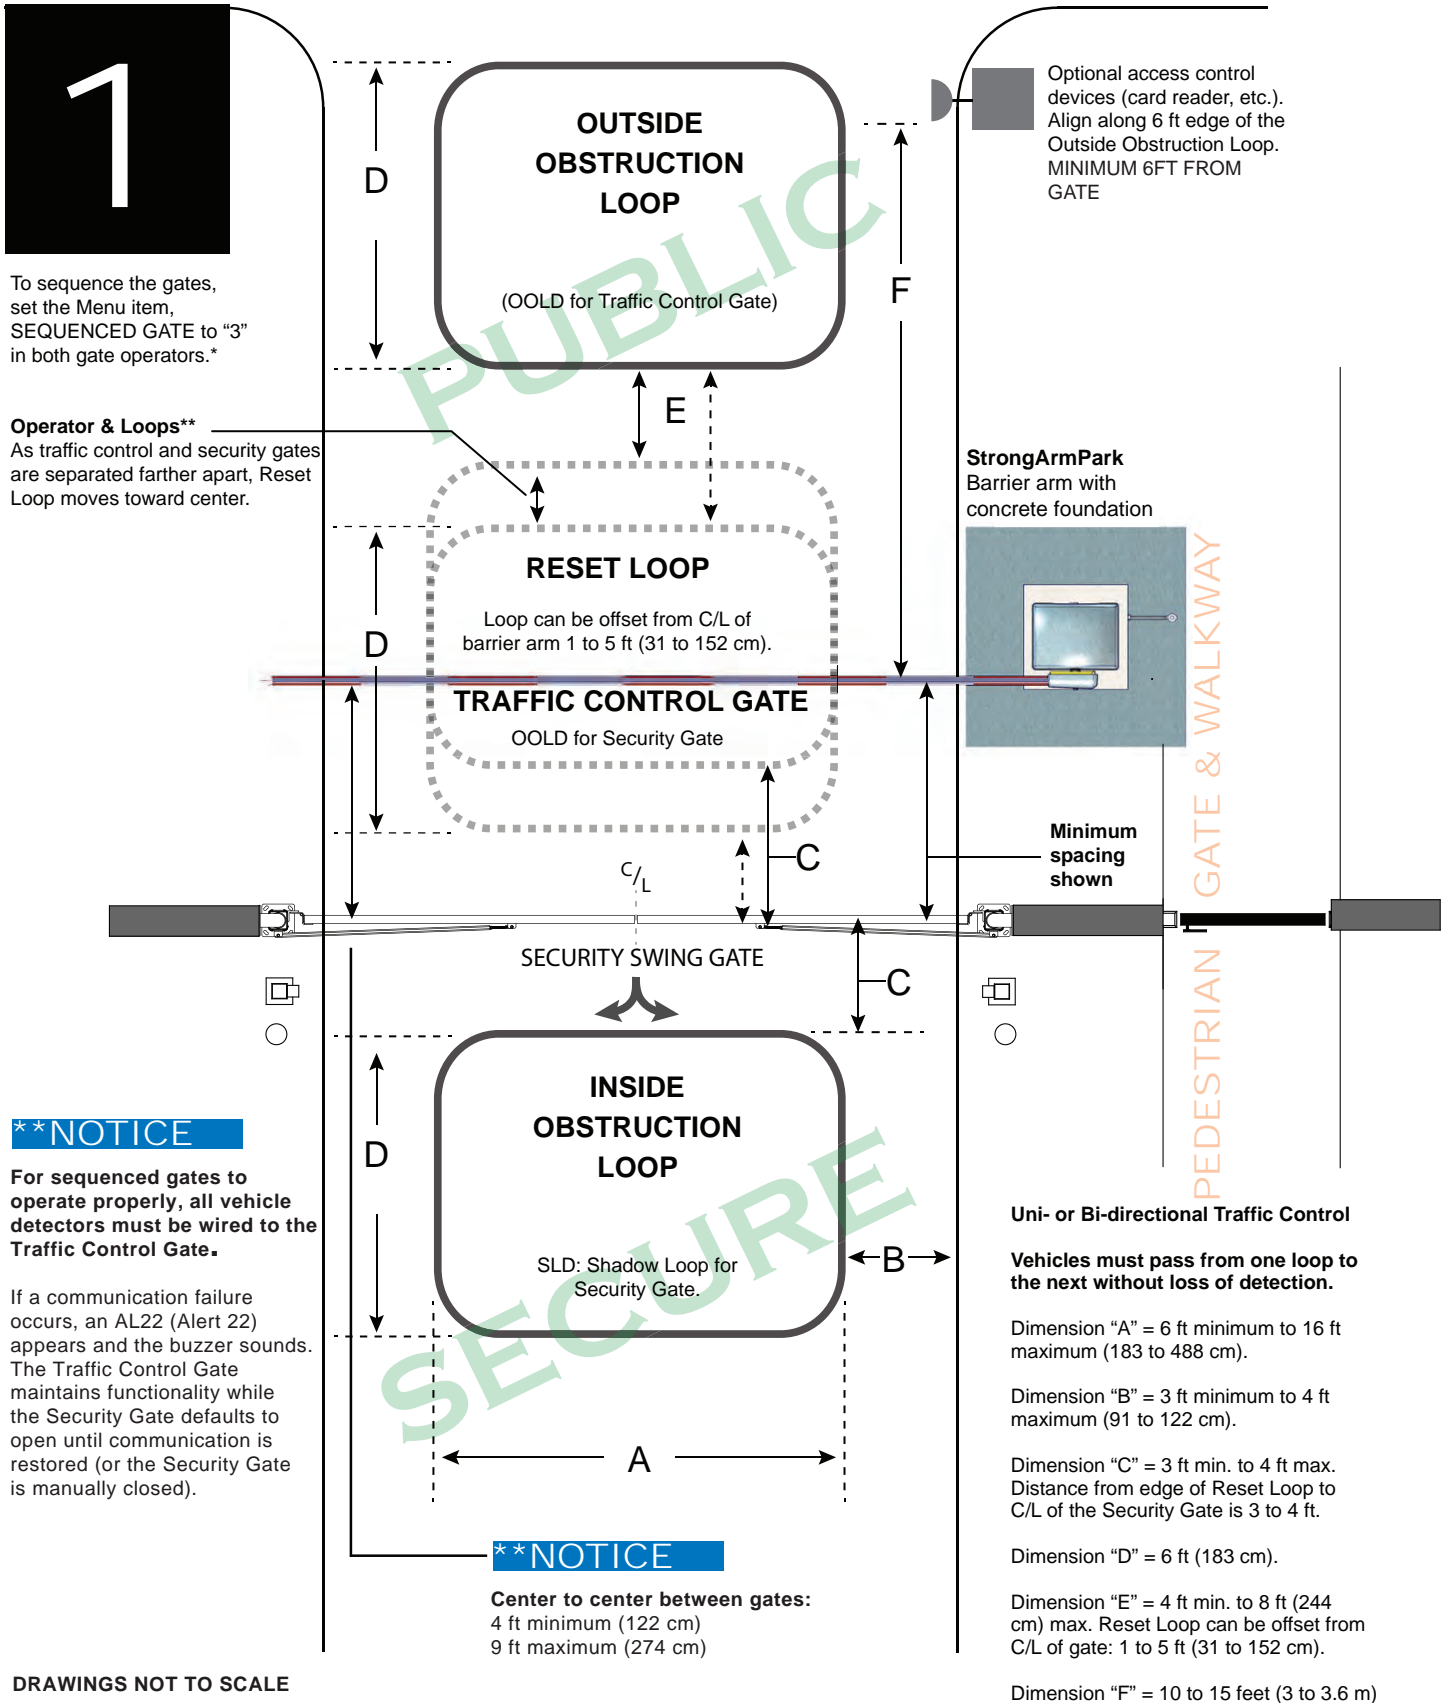 1
To sequence the gates,
set the Menu item,
SEQUENCED GATE to “3”
in both gate operators.*
Operator & Loops**
As traffic control and security gates
are separated farther apart, Reset
Loop moves toward center.
D
OUTSIDE
OBSTRUCTION
LOOP
(OOLD for Traffic Control Gate)
PUBLIC
F
Optional access control
devices (card reader, etc.).
Align along 6 ft edge of the
Outside Obstruction Loop.
MINIMUM 6FT FROM
GATE
E
StrongArmPark
Barrier arm with
concrete foundation
D
RESET LOOP
Loop can be offset from C/L of
barrier arm 1 to 5 ft (31 to 152 cm).
TRAFFIC CONTROL GATE
OOLD for Security Gate
C
Minimum
spacing
shown
C/L
SECURITY SWING GATE
C
PEDESTRIAN GATE & WALKWAY
D
INSIDE
OBSTRUCTION
LOOP
SLD: Shadow Loop for
Security Gate.
SECURE
B
A
**NOTICE
For sequenced gates to
operate properly, all vehicle
detectors must be wired to the
Traffic Control Gate.
If a communication failure
occurs, an AL22 (Alert 22)
appears and the buzzer sounds.
The Traffic Control Gate
maintains functionality while
the Security Gate defaults to
open until communication is
restored (or the Security Gate
is manually closed).
**NOTICE
Center to center between gates:
4 ft minimum (122 cm)
9 ft maximum (274 cm)
Uni- or Bi-directional Traffic Control
Vehicles must pass from one loop to
the next without loss of detection.
Dimension “A” = 6 ft minimum to 16 ft
maximum (183 to 488 cm).
Dimension “B” = 3 ft minimum to 4 ft
maximum (91 to 122 cm).
Dimension “C” = 3 ft min. to 4 ft max.
Distance from edge of Reset Loop to
C/L of the Security Gate is 3 to 4 ft.
Dimension “D” = 6 ft (183 cm).
Dimension “E” = 4 ft min. to 8 ft (244
cm) max. Reset Loop can be offset from
C/L of gate: 1 to 5 ft (31 to 152 cm).
Dimension “F” = 10 to 15 feet (3 to 3.6 m)
DRAWINGS NOT TO SCALE